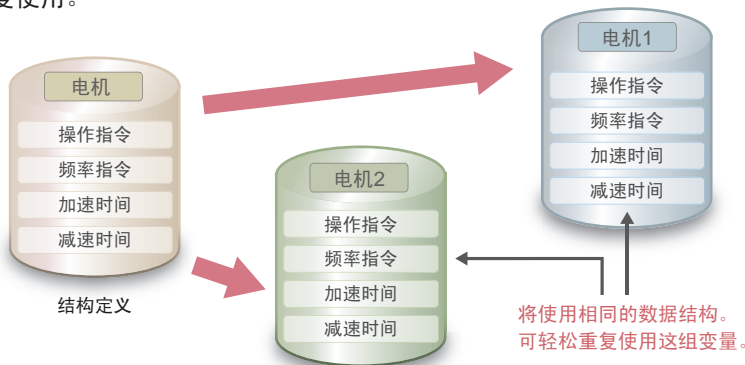 复使用。
电机
操作指令
频率指令
加速时间
减速时间
结构定义
电机1
操作指令
频率指令
加速时间
减速时间
电机2
操作指令
频率指令
加速时间
减速时间
将使用相同的数据结构。
可轻松重复使用这组变量。